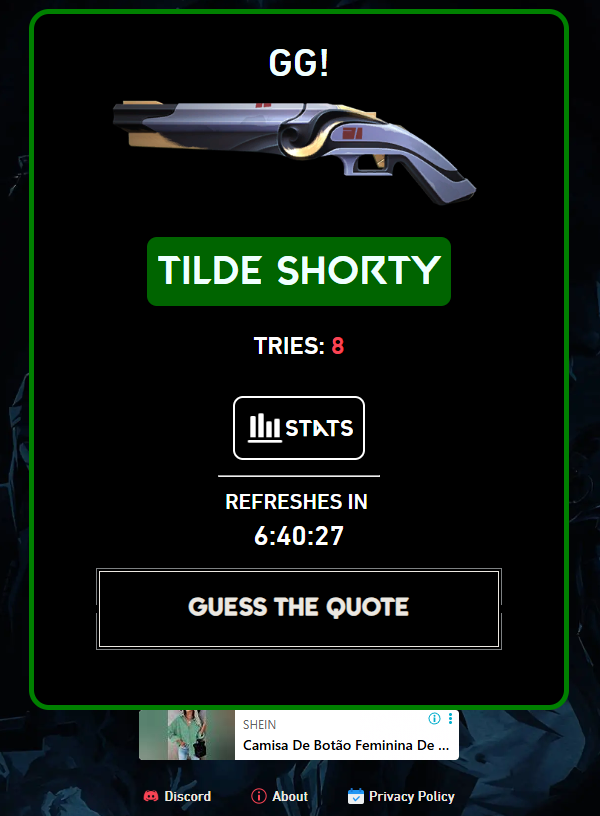 GG!
TILDE SHORTY
TRIES: 8
STATS
REFRESHES IN
6:40:27
GUESS THE QUOTE
SHEIN
Camisa De Botão Feminina De ...
Discord
About
Privacy Policy